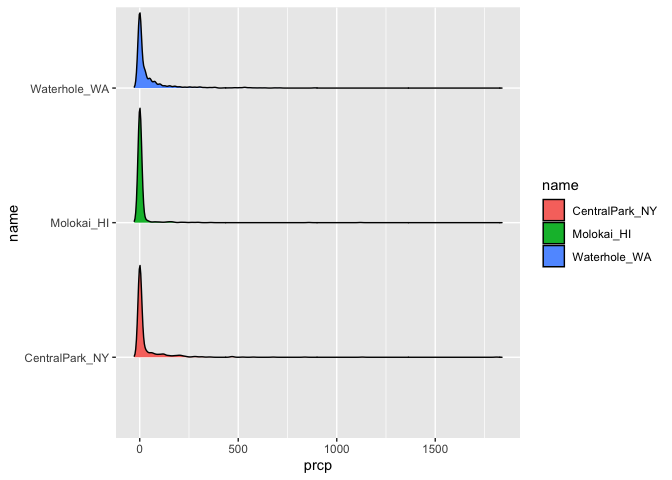 Waterhole_WA
Molokai_HI
CentralPark_NY
name
0 500 1000 1500
prcp
name
CentralPark_NY
Molokai_HI
Waterhole_WA